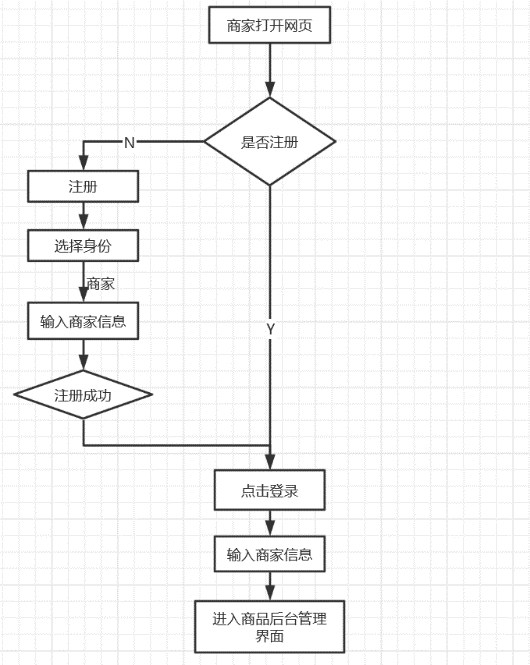 商家打开网页
是否注册
N
注册
选择身份
商家
输入商家信息
Y
注册成功
点击登录
输入商家信息
进入商品后台管理
界面